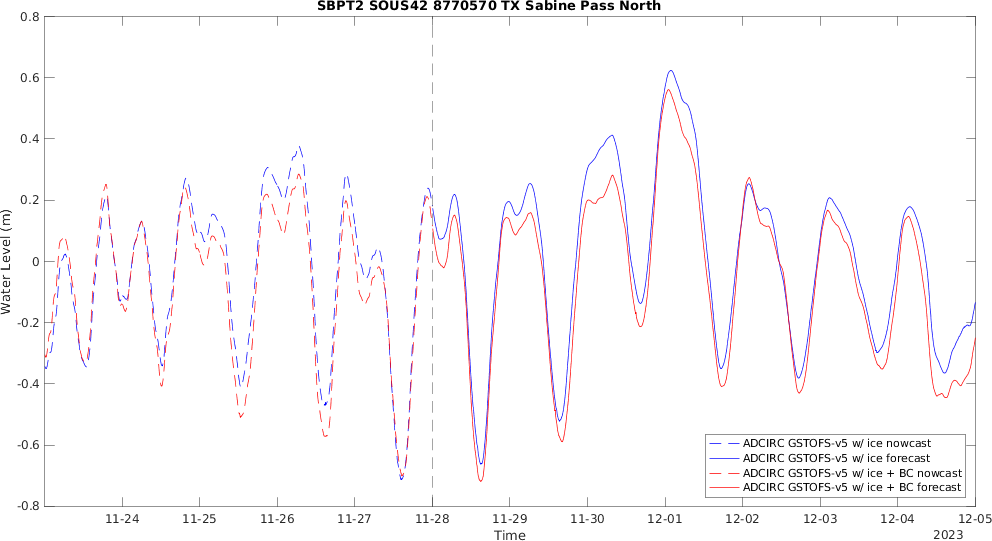 SBPT2 SOUS42 8770570 TX Sabine Pass North
0.8
0.6
0.4
0.2
0
-0.2
-0.4
-0.6
-0.8
Water Level (m)
11-24 11-25 11-26 11-27 11-28 11-29 11-30 12-01 12-02 12-03 12-04 12-05
Time
2023
ADCIRC GSTOFS-v5 w/ ice nowcast
ADCIRC GSTOFS-v5 w/ ice forecast
ADCIRC GSTOFS-v5 w/ ice + BC nowcast
ADCIRC GSTOFS-v5 w/ ice + BC forecast